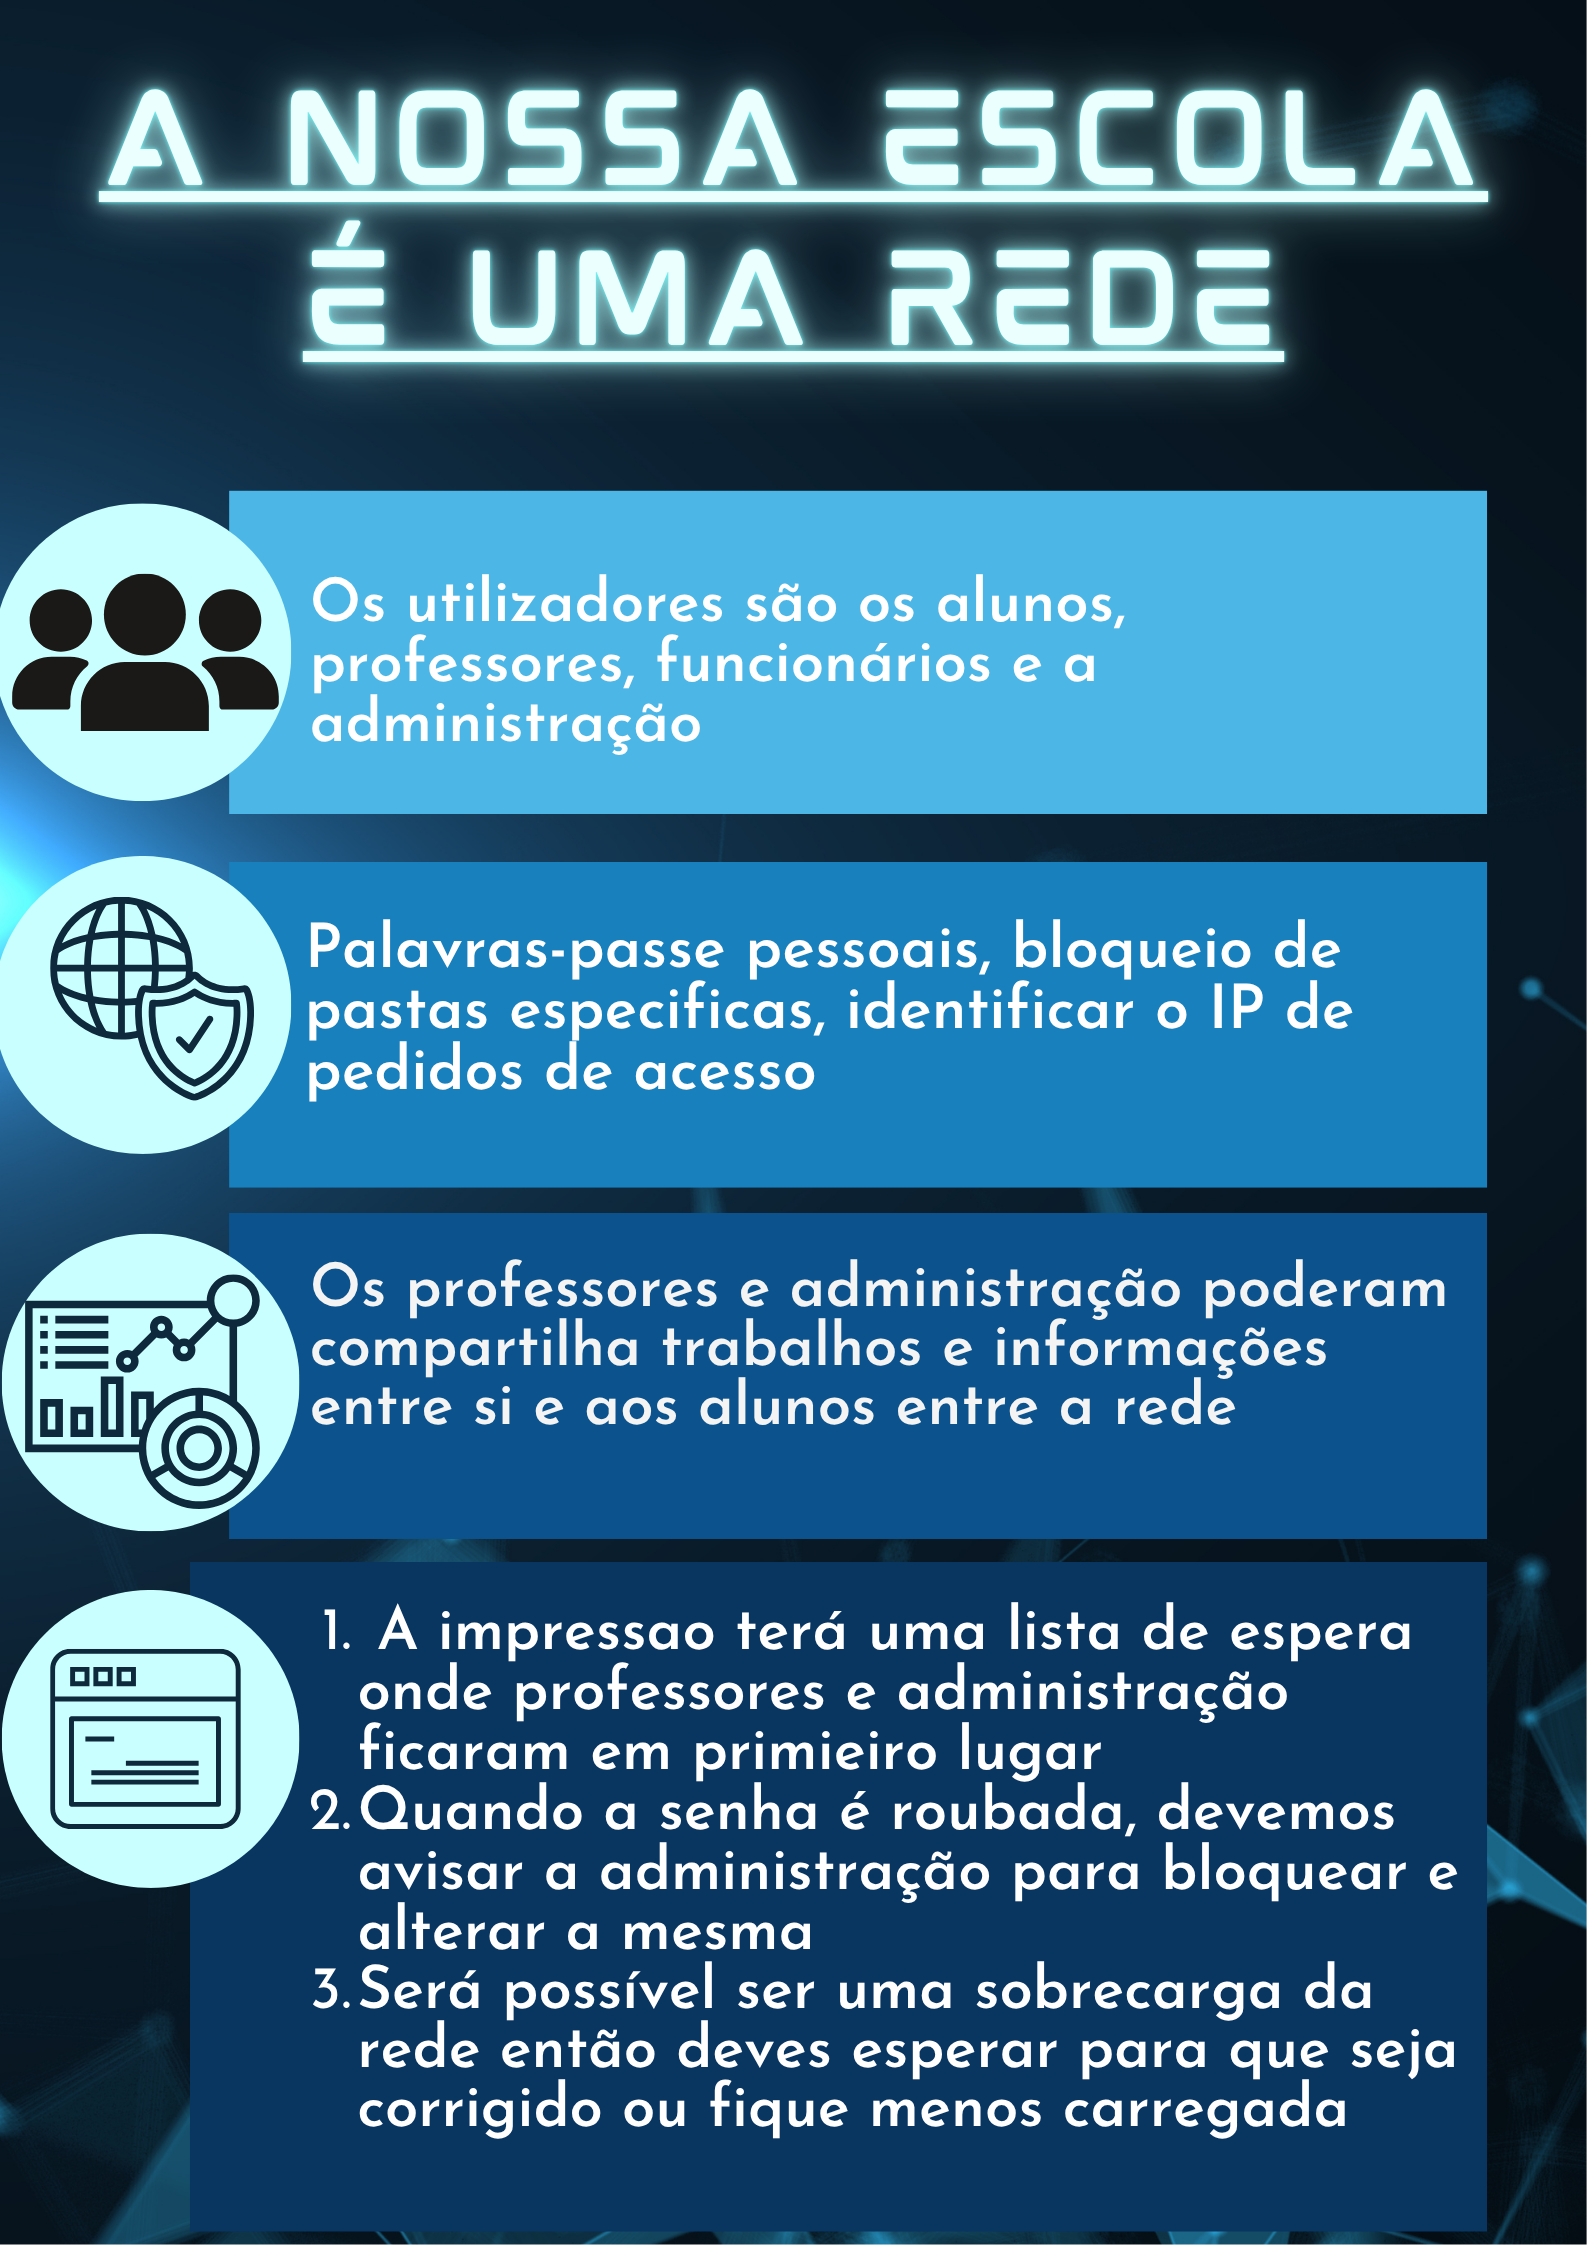 A NOSSA ESCOLA
É UMA REDE
Os utilizadores são os alunos,
professores, funcionários e a
administração
Palavras-passe pessoais, bloqueio de
pastas especificas, identificar o IP de
pedidos de acesso
Os professores e administração poderam
compartilha trabalhos e informações
entre si e aos alunos entre a rede
1. A impressao terá uma lista de espera
onde professores e administração
ficaram em primieiro lugar
2. Quando a senha é roubada, devemos
avisar a administração para bloquear e
alterar a mesma
3. Será possível ser uma sobrecarga da
rede então deves esperar para que seja
corrigido ou fique menos carregada